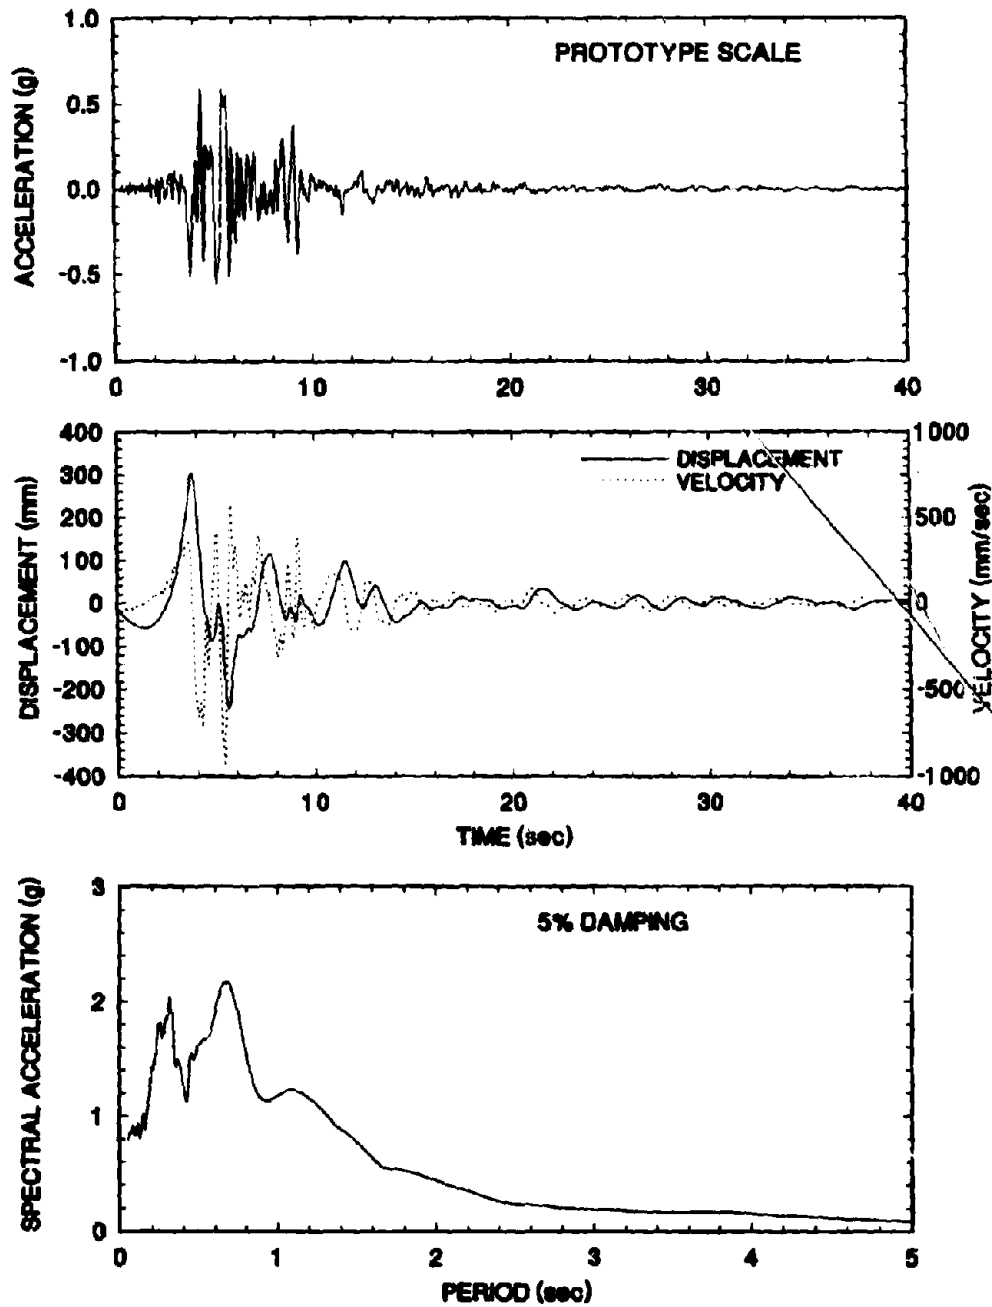 1.0
PROTOTYPE SCALE
0.5
0.0
-0.5
-1.0
ACCELERATION (g)
0 10 20 30 40
400 1000
DISPLACEMENT
300
VELOCITY
200 500
100
0 0
-100
-200 -500
-300
-400 -1000
DISPLACEMENT (mm)
VELOCITY (mm/sec)
0 10 20 30 40
TIME (sec)
3
5% DAMPING
2
1
0
SPECTRAL ACCELERATION (g)
0 1 2 3 4 5
PERIOD (sec)